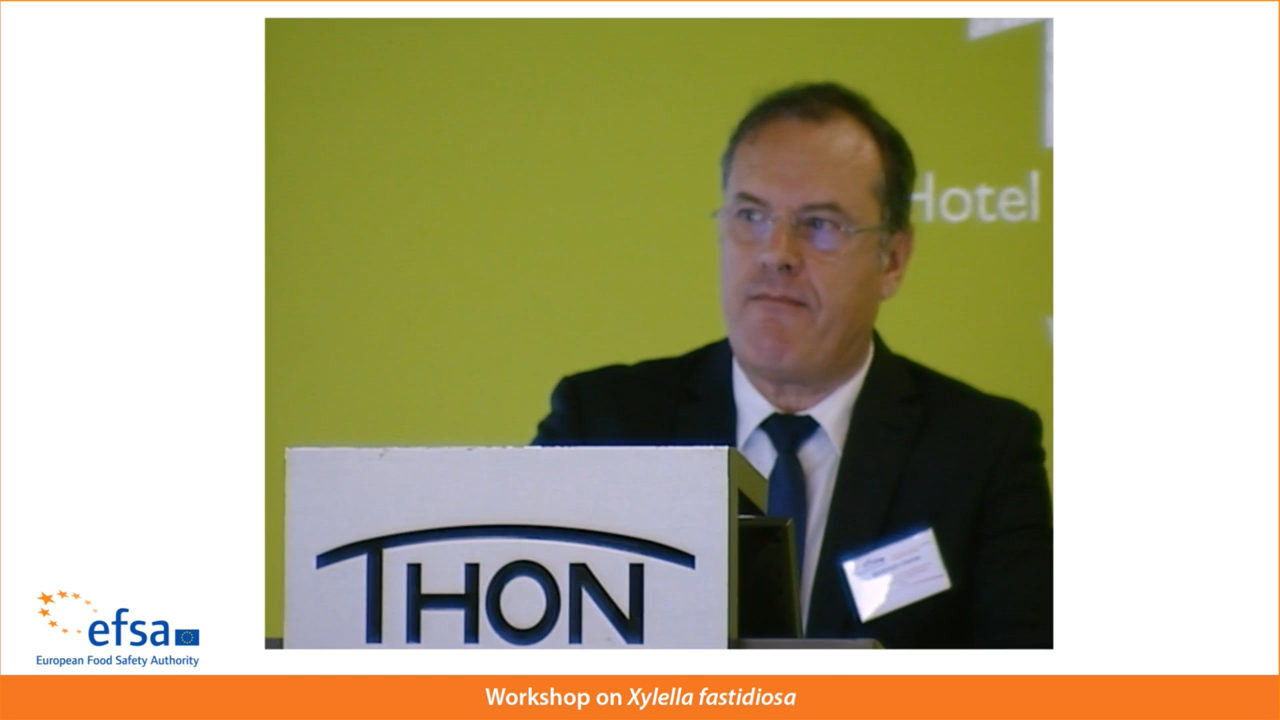 Hotel
THON
efsa
European Food Safety Authority
Workshop on Xylella fastidiosa